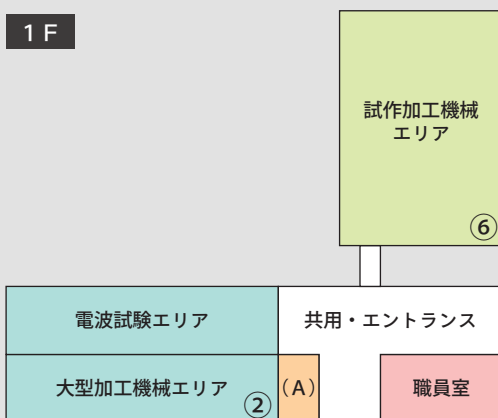 1F
試作加工機械
エリア
⑥
電波試験エリア
共用・エントランス
大型加工機械エリア
②
(A)
職員室